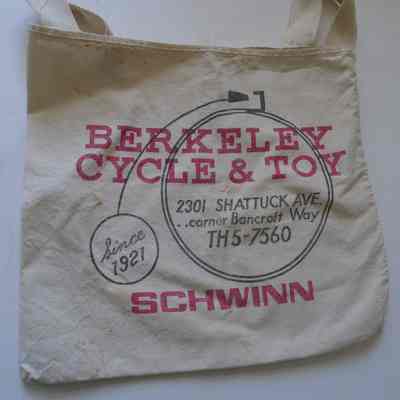 BERKELEY
CYCLE & TOY
2301 SHATTUCK AVE.
..corner Bancroft Way
TH5-7560
Since
1921
SCHWINN